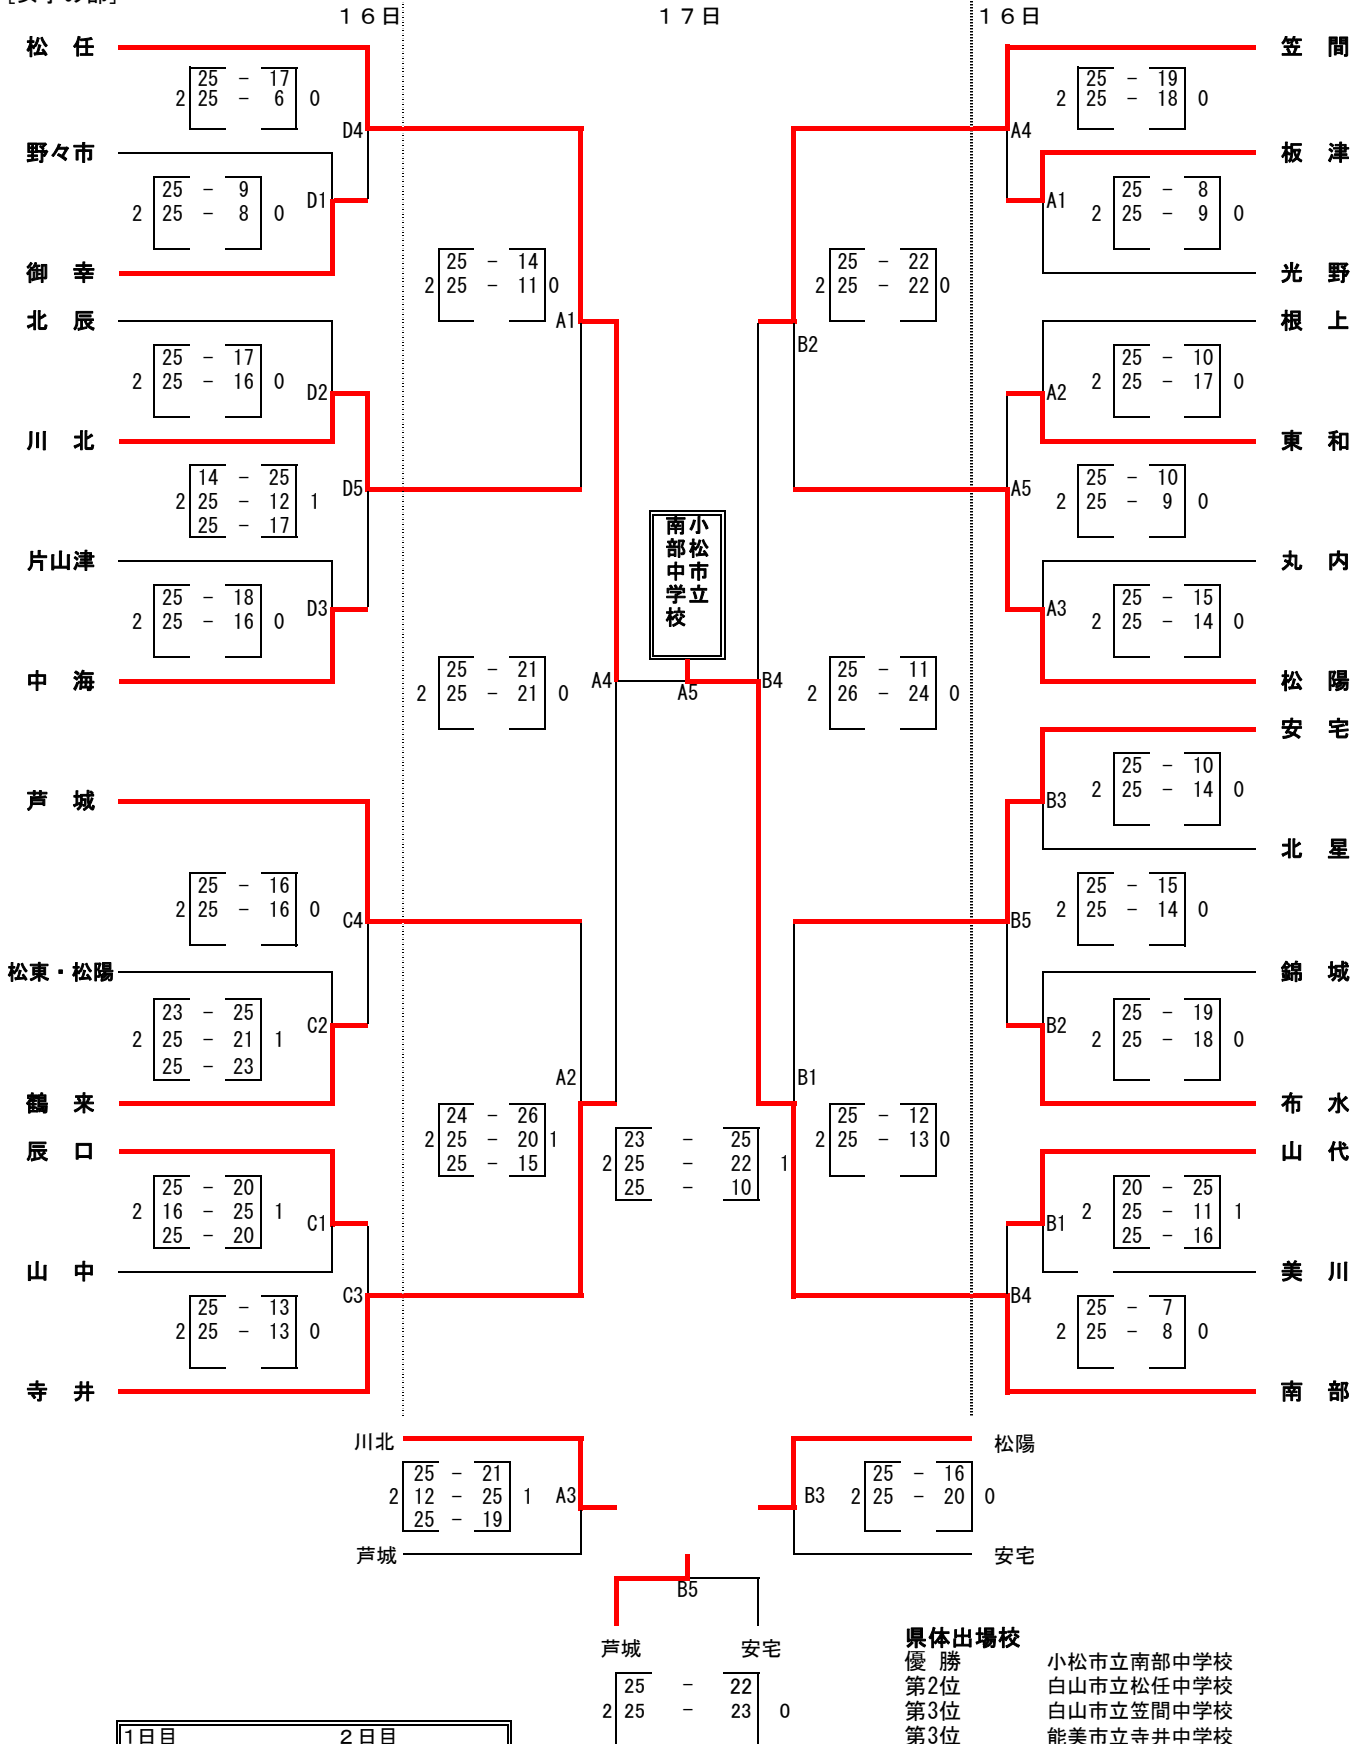 １６日 １７日 １６日
松 任
25 - 17
2 25 - 6 0
D4
野々市
25 - 9
2 25 - 8 0
D1
御 幸
25 - 14
2 25 - 11 0
A1
北 辰
25 - 17
2 25 - 16 0
D2
川 北
14 - 25
2 25 - 12 1
25 - 17
D5
片山津
25 - 18
2 25 - 16 0
D3
中 海
25 - 21
2 25 - 21 0
A4
芦 城
25 - 16
2 25 - 16 0
C4
松東・松陽
23 - 25
2 25 - 21 1
25 - 23
C2
鶴 来
A2
24 - 26
2 25 - 20 1
25 - 15
辰 口
25 - 20
2 16 - 25 1
25 - 20
C1
山 中
25 - 13
2 25 - 13 0
C3
寺 井
小松市立
南部中学校
A5
23 - 25
2 25 - 22 1
25 - 10
笠 間
25 - 19
2 25 - 18 0
A4
板 津
25 - 8
2 25 - 9 0
A1
光 野
25 - 22
2 25 - 22 0
B2
根 上
25 - 10
2 25 - 17 0
A2
東 和
25 - 10
2 25 - 9 0
A5
丸 内
25 - 15
2 25 - 14 0
A3
松 陽
25 - 11
2 26 - 24 0
B4
安 宅
25 - 10
2 25 - 14 0
B3
北 星
25 - 15
2 25 - 14 0
B5
錦 城
25 - 19
2 25 - 18 0
B2
布 水
B1
25 - 12
2 25 - 13 0
山 代
20 - 25
2 25 - 11 1
25 - 16
B1
美 川
25 - 7
2 25 - 8 0
B4
南 部
川北
25 - 21
2 12 - 25 1
25 - 19
A3
芦城
松陽
25 - 16
B3 2 25 - 20 0
安宅
B5
芦城 安宅
25 - 22
2 25 - 23 0
県体出場校
優 勝 小松市立南部中学校
第2位 白山市立松任中学校
第3位 白山市立笠間中学校
第3位 能美市立寺井中学校
1日目 2日目